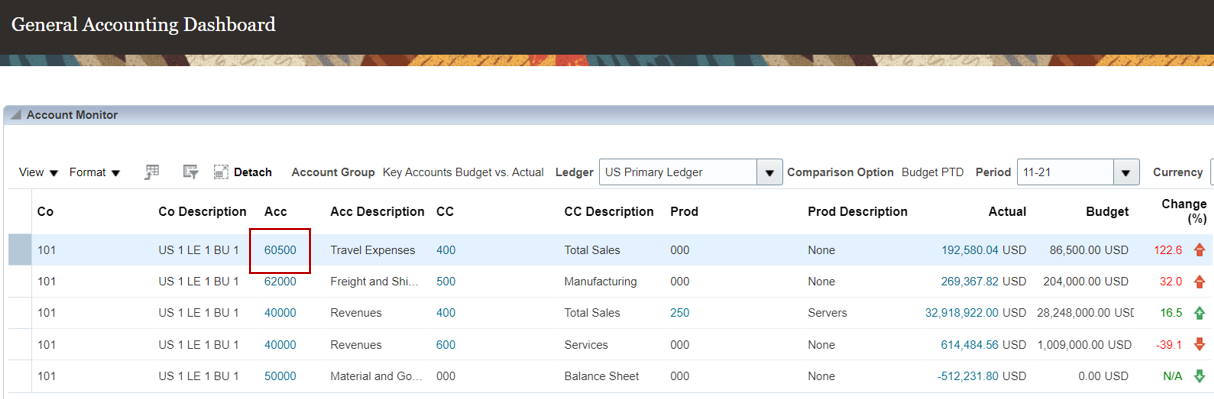 General Accounting Dashboard
Account Monitor
View Format Detach Account Group Key Accounts Budget vs. Actual Ledger US Primary Ledger Comparison Option Budget PTD Period 11-21 Currency
Co Co Description Acc Acc Description CC CC Description Prod Prod Description Actual Budget Change (%)
101 US 1 LE 1 BU 1 60500 Travel Expenses 400 Total Sales 000 None 192,580.04 USD 86,500.00 USD 122.6
101 US 1 LE 1 BU 1 62000 Freight and Shi... 500 Manufacturing 000 None 269,367.82 USD 204,000.00 USD 32.0
101 US 1 LE 1 BU 1 40000 Revenues 400 Total Sales 250 Servers 32,918,922.00 USD 28,248,000.00 USD 16.5
101 US 1 LE 1 BU 1 40000 Revenues 600 Services 000 None 614,484.56 USD 1,009,000.00 USD -39.1
101 US 1 LE 1 BU 1 50000 Material and Go... 000 Balance Sheet 000 None -512,231.80 USD 0.00 USD N/A